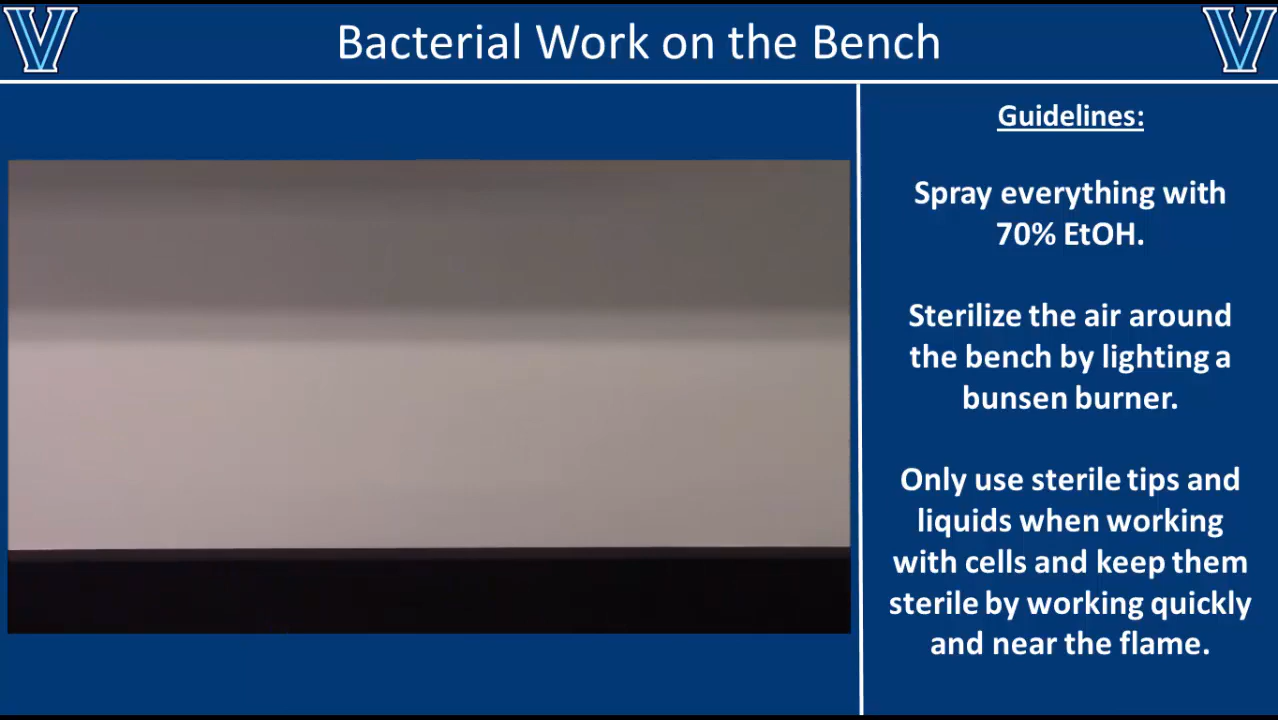 Bacterial Work on the Bench
Guidelines:
Spray everything with
70% EtOH.
Sterilize the air around
the bench by lighting a
bunsen burner.
Only use sterile tips and
liquids when working
with cells and keep them
sterile by working quickly
and near the flame.